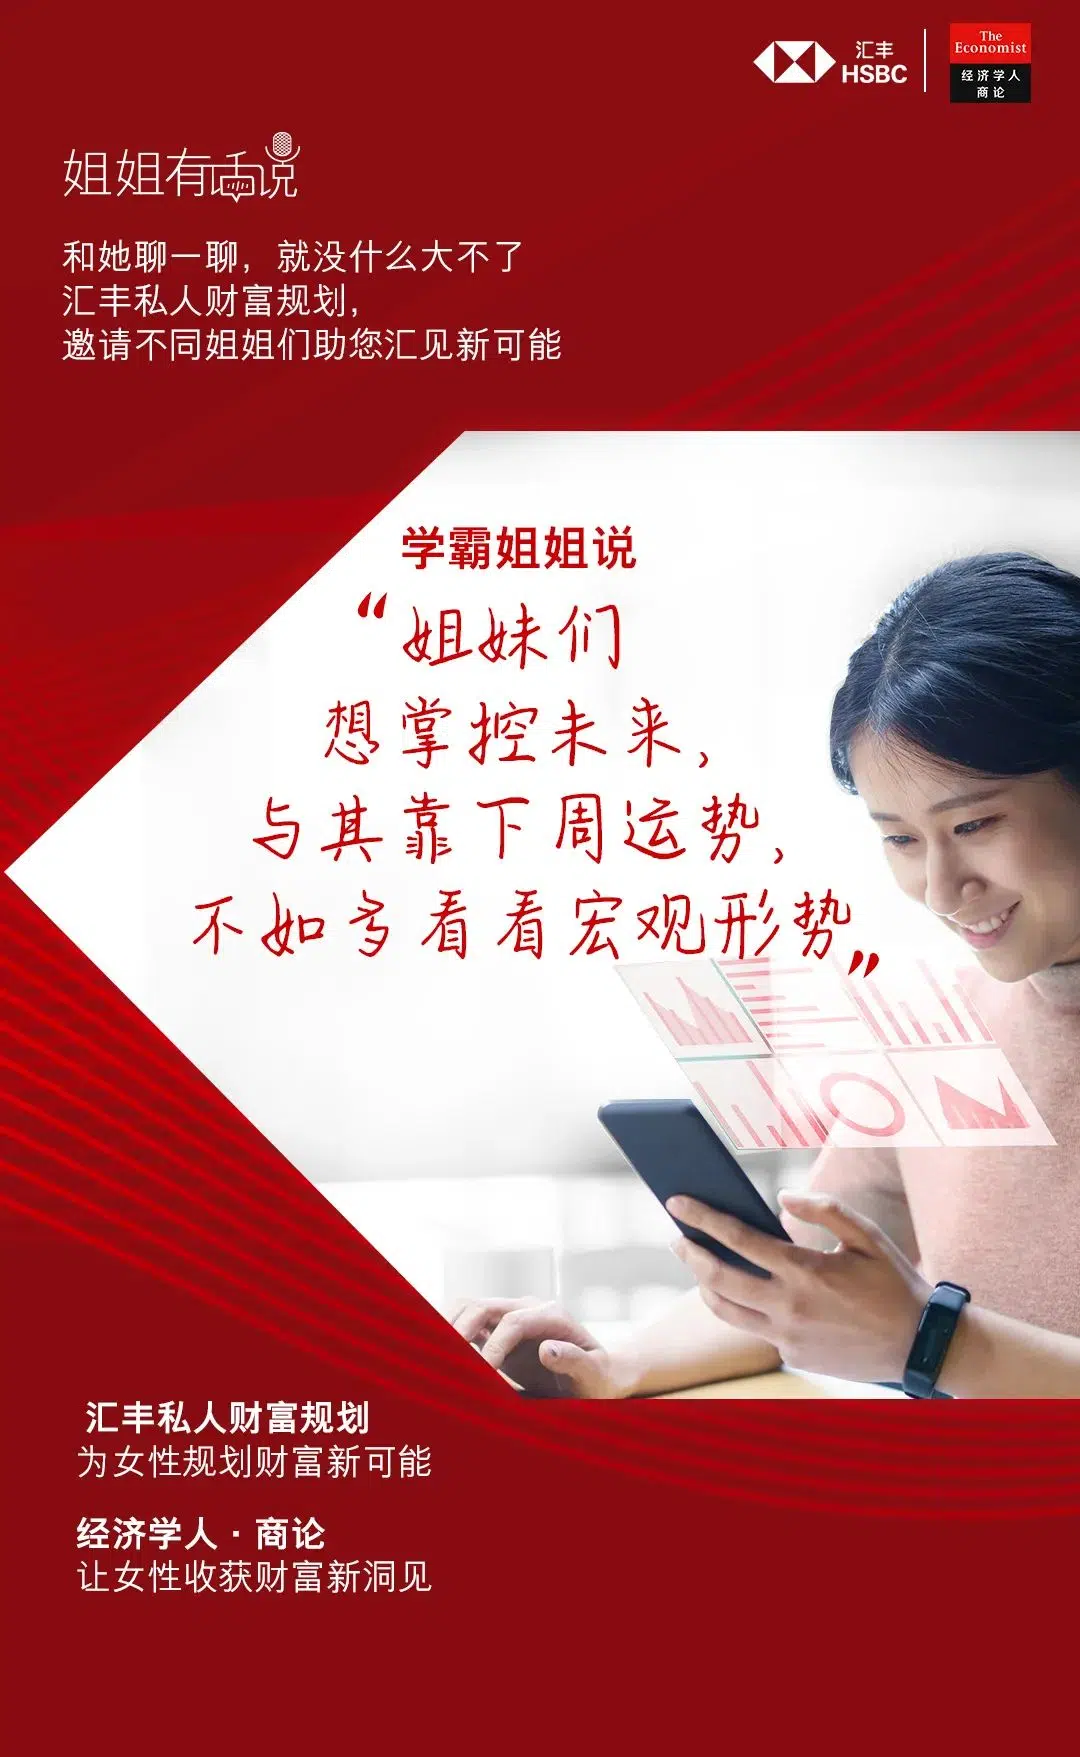 汇丰
HSBC
The
Economist
经济学人
商论
姐姐有话说
和她聊一聊，就没什么大不了
汇丰私人财富规划，
邀请不同姐姐们助您汇见新可能
学霸姐姐说
“姐妹们
想掌控未来，
与其靠下周运势，
不如多看看宏观形势”
汇丰私人财富规划
为女性规划财富新可能
经济学人·商论
让女性收获财富新洞见